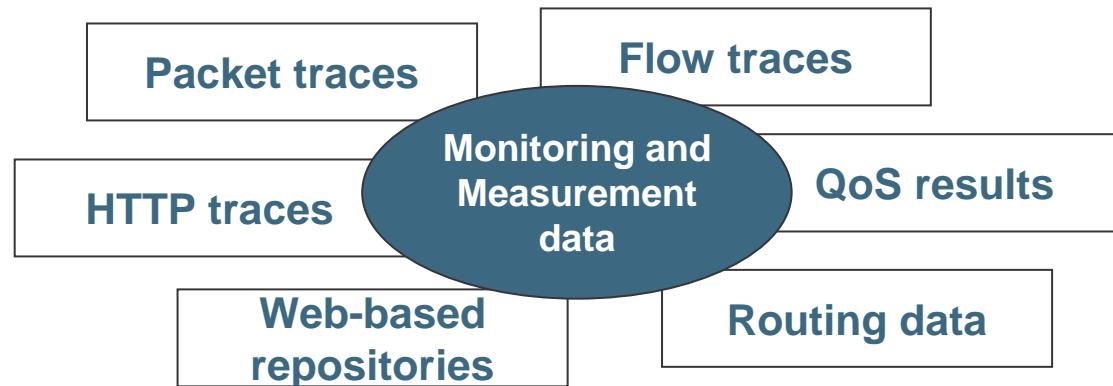 Packet traces
Flow traces
Monitoring and
Measurement
data
HTTP traces
QoS results
Web-based
repositories
Routing data